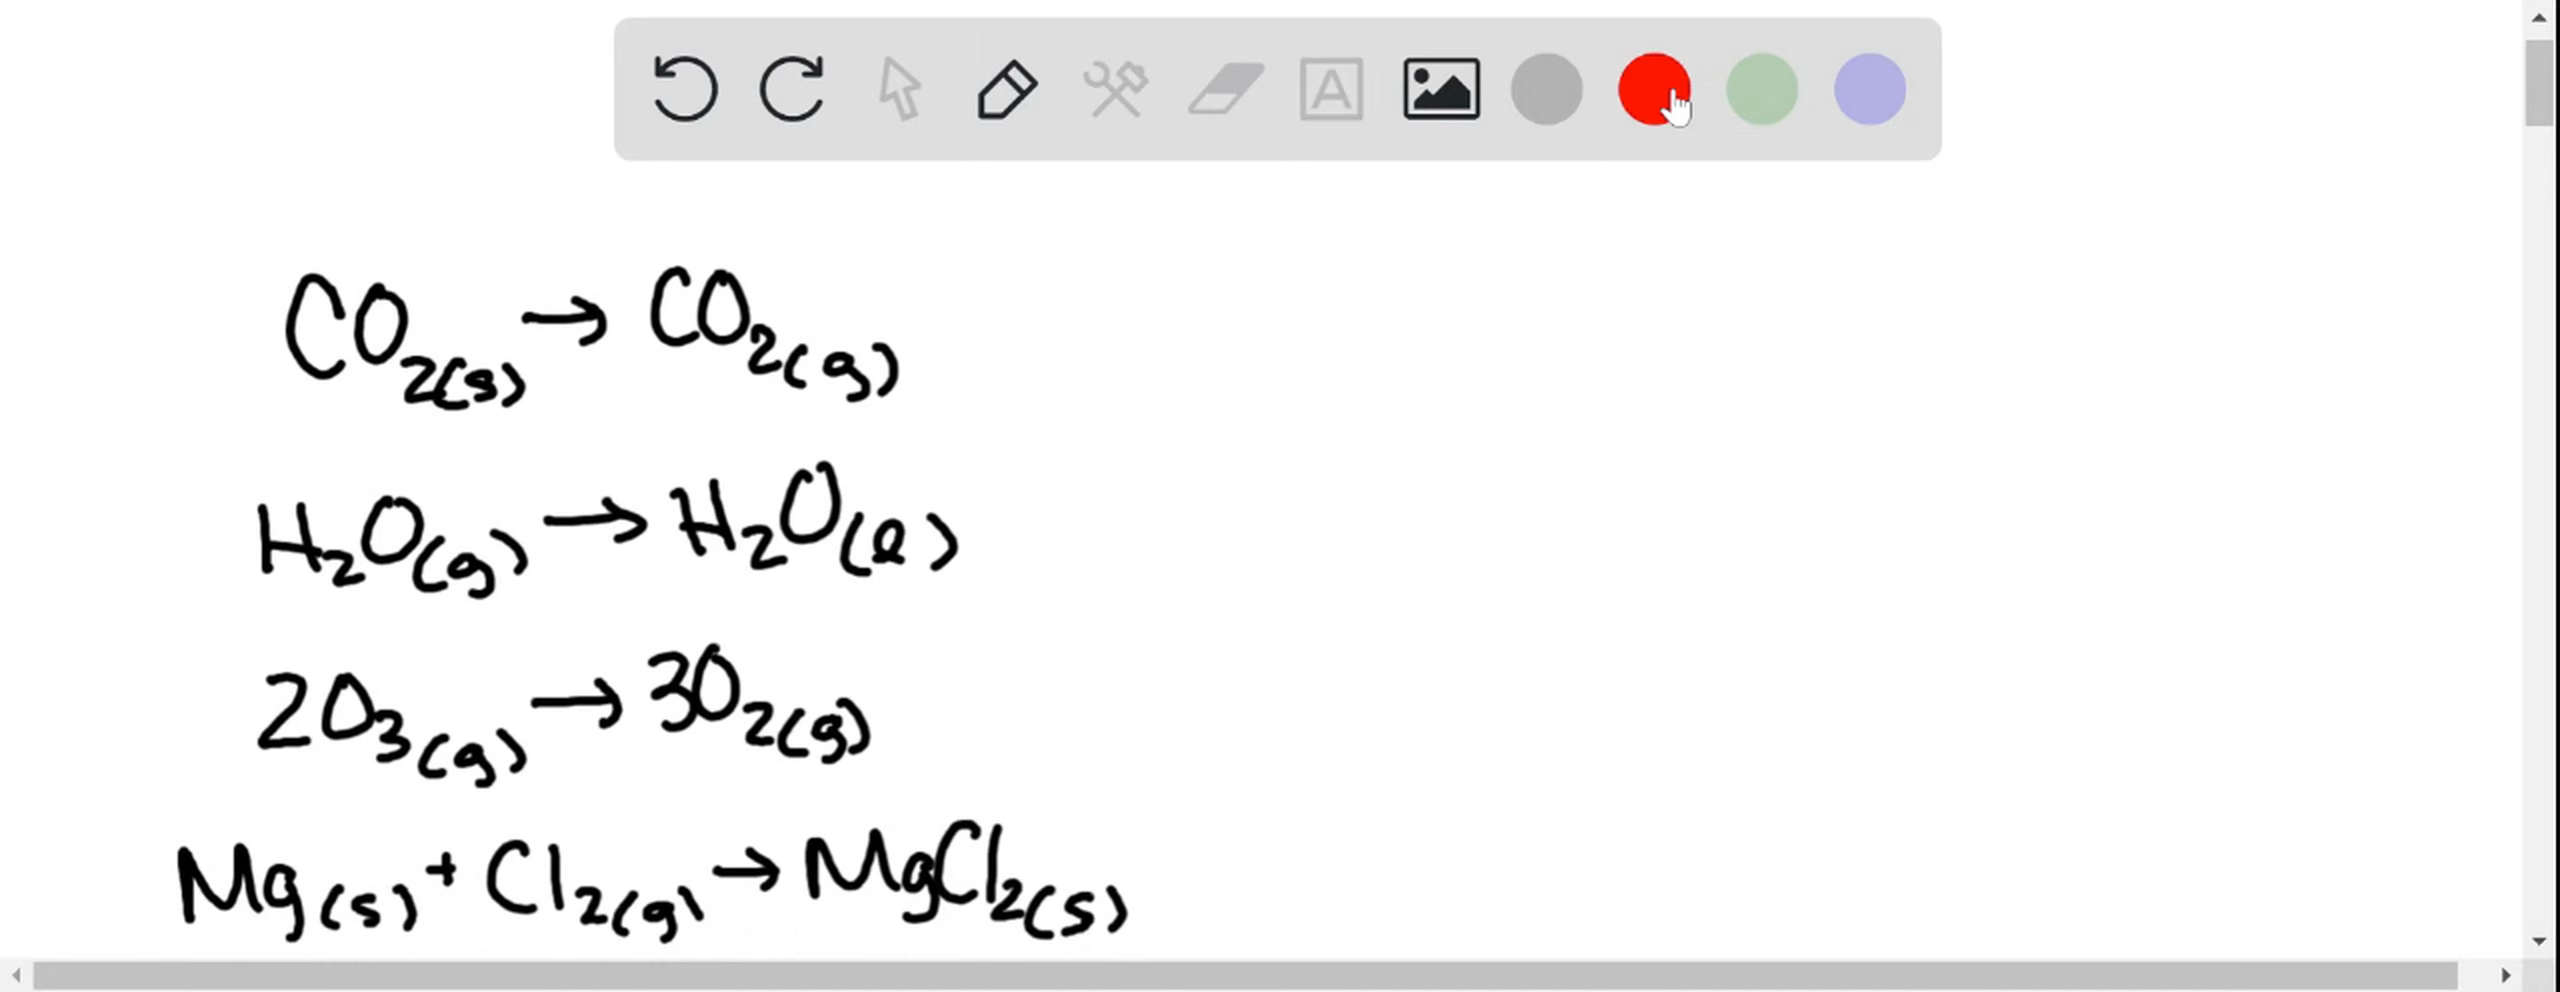 A
CO₂(s) → CO₂(g)
H₂O(g) → H₂O(l)
2O₃(g) → 3O₂(g)
Mg(s) + Cl₂(g) → MgCl₂(s)